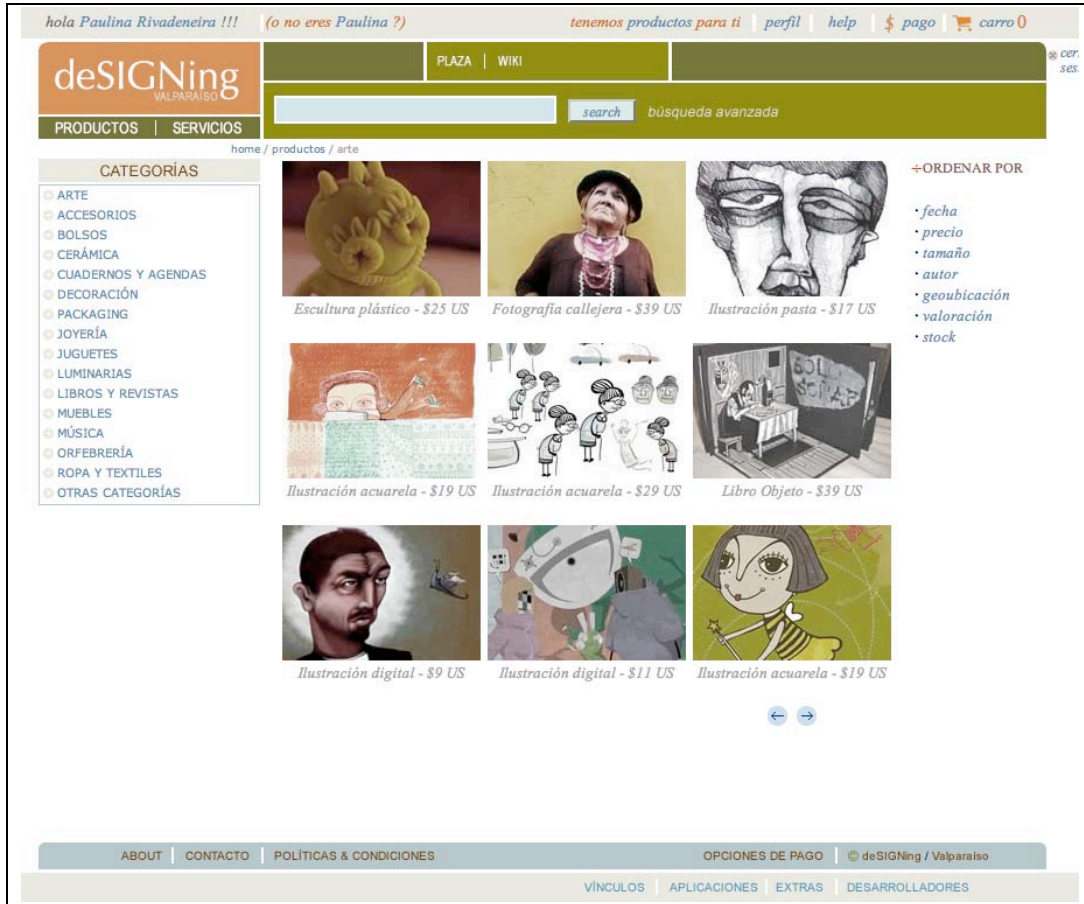 hola Paulina Rivadeneira !!! (o no eres Paulina ?) tenemos productos para ti perfil help $ pago carro 0
cer
ses
deSIGNing
VALPARAÍSO
PLAZA | WIKI
search búsqueda avanzada
PRODUCTOS | SERVICIOS
home / productos / arte
CATEGORÍAS
ARTE
ACCESORIOS
BOLSOS
CERÁMICA
CUADERNOS Y AGENDAS
DECORACIÓN
PACKAGING
JOYERÍA
JUGUETES
LUMINARIAS
LIBROS Y REVISTAS
MUEBLES
MÚSICA
ORFEBRERÍA
ROPA Y TEXTILES
OTRAS CATEGORÍAS
Escultura plástico - $25 US
Fotografía callejera - $39 US
Ilustración pasta - $17 US
Ilustración acuarela - $19 US
Ilustración acuarela - $29 US
Libro Objeto - $39 US
Ilustración digital - $9 US
Ilustración digital - $11 US
Ilustración acuarela - $19 US
÷ORDENAR POR
· fecha
· precio
· tamaño
· autor
· geoubicación
· valoración
· stock
ABOUT CONTACTO POLÍTICAS & CONDICIONES OPCIONES DE PAGO © deSIGNing / Valparaíso
VÍNCULOS APLICACIONES EXTRAS DESARROLLADORES